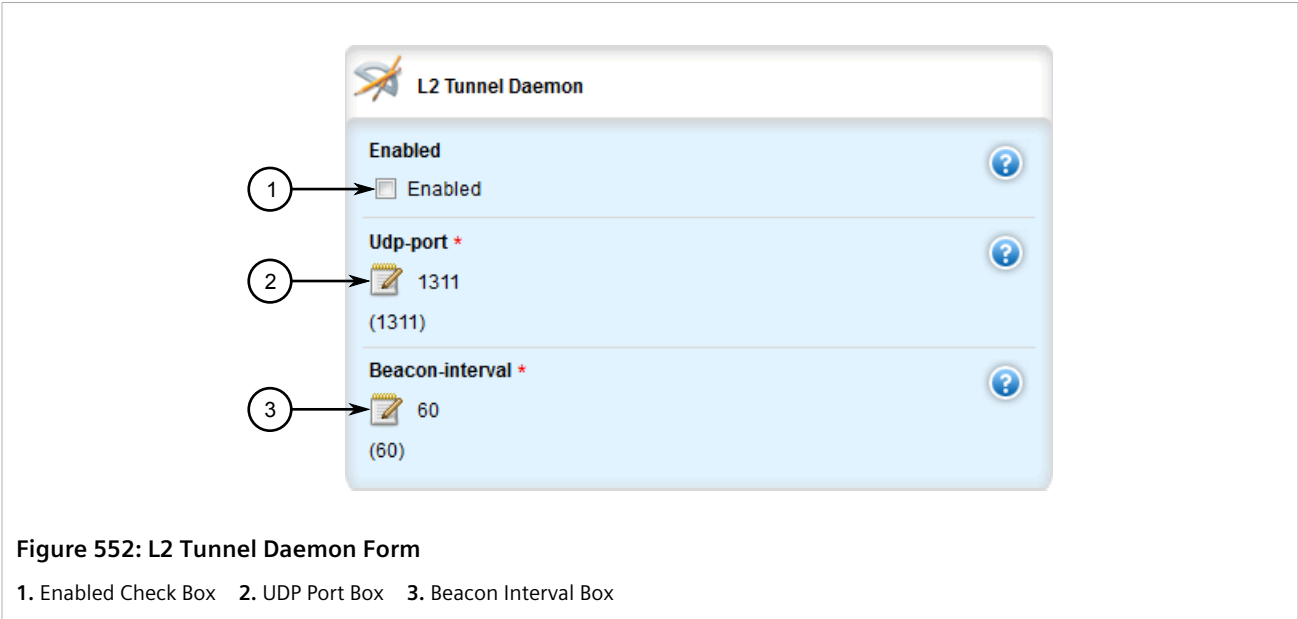 L2 Tunnel Daemon
Enabled
1 Enabled
Udp-port *
2 1311
(1311)
Beacon-interval *
3 60
(60)
Figure 552: L2 Tunnel Daemon Form
1. Enabled Check Box 2. UDP Port Box 3. Beacon Interval Box